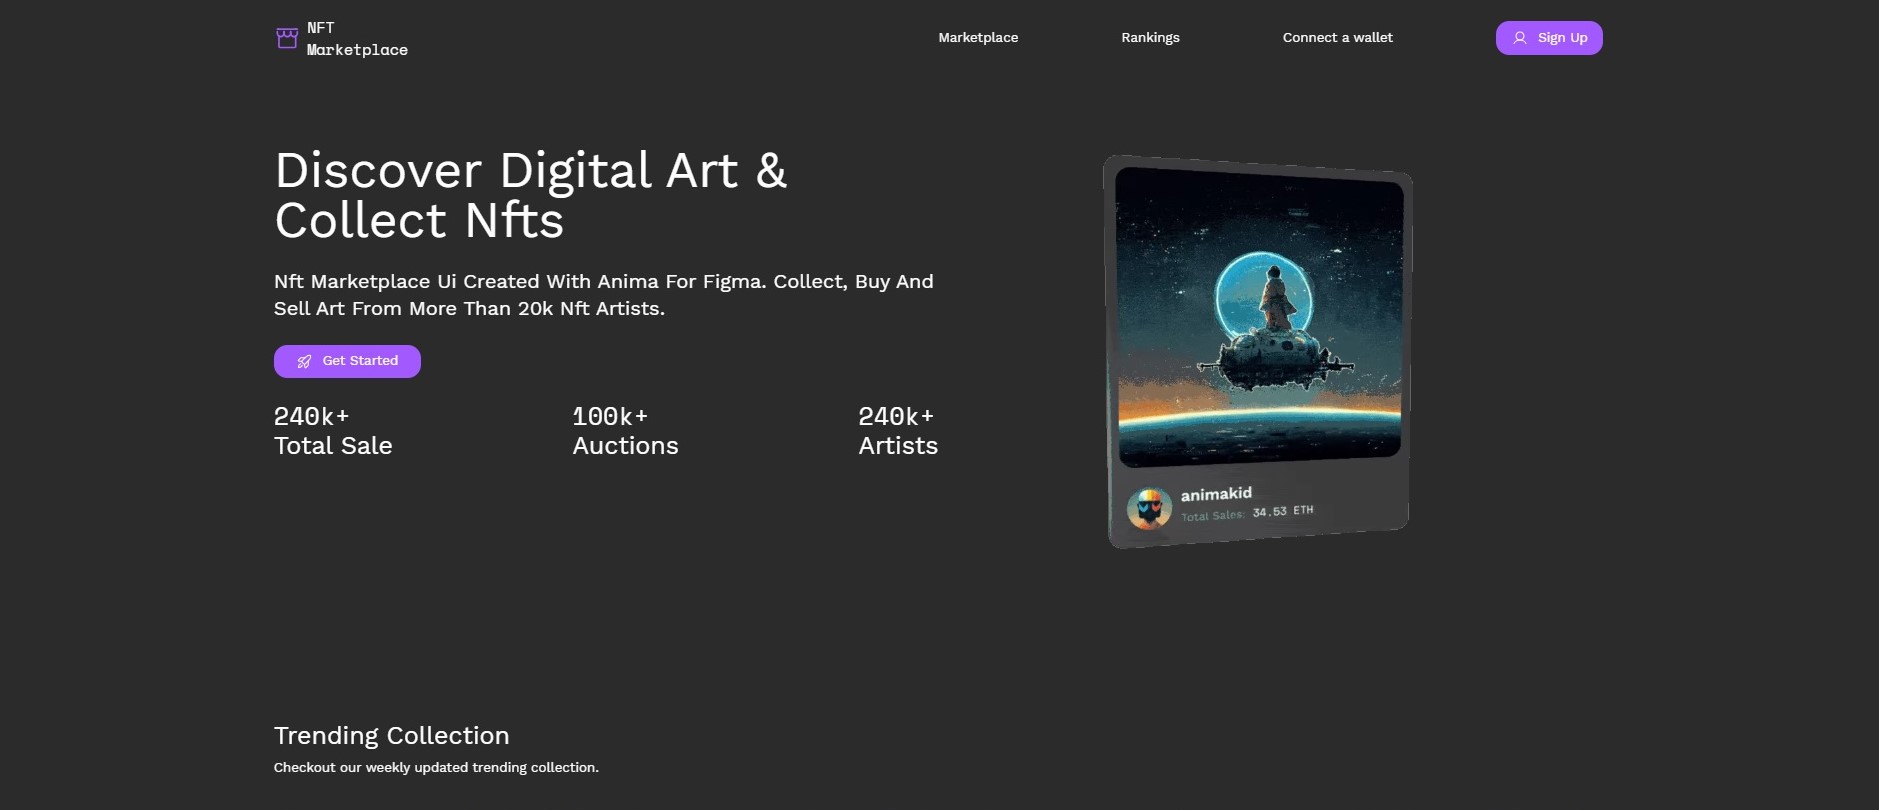 NFT
Marketplace
Marketplace
Rankings
Connect a wallet
Sign Up
Discover Digital Art &
Collect Nfts
Nft Marketplace Ui Created With Anima For Figma. Collect, Buy And
Sell Art From More Than 20k Nft Artists.
Get Started
240k+
Total Sale
100k+
Auctions
240k+
Artists
animakid
Total Sales: 34.53 ETH
Trending Collection
Checkout our weekly updated trending collection.